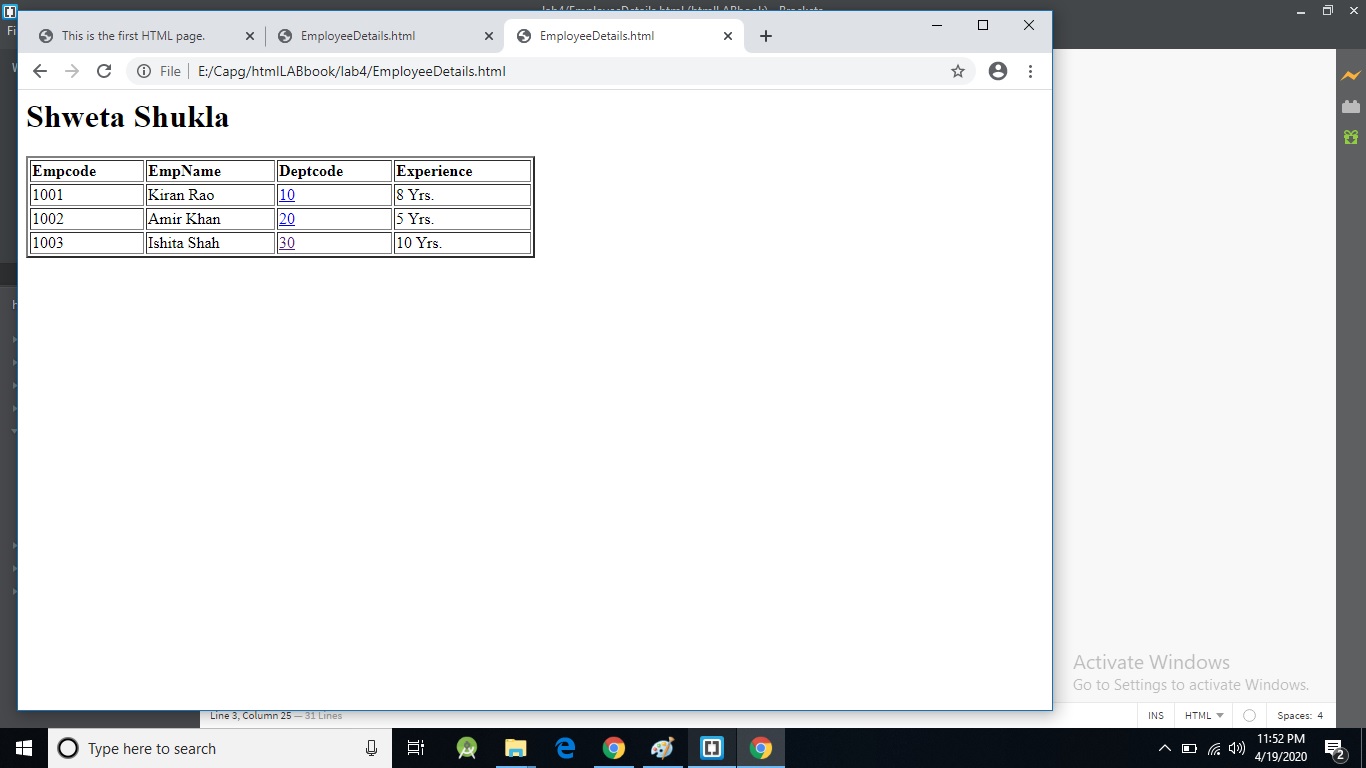 This is the first HTML page.
EmployeeDetails.html
EmployeeDetails.html
File
E:/Capg/htmlLABbook/lab4/EmployeeDetails.html
Shweta Shukla
Empcode EmpName Deptcode Experience
1001 Kiran Rao 10 8 Yrs.
1002 Amir Khan 20 5 Yrs.
1003 Ishita Shah 30 10 Yrs.
Activate Windows
Go to Settings to activate Windows.
Line 3, Column 25 — 31 Lines
INS HTML Spaces: 4
Type here to search
11:52 PM
4/19/2020
2